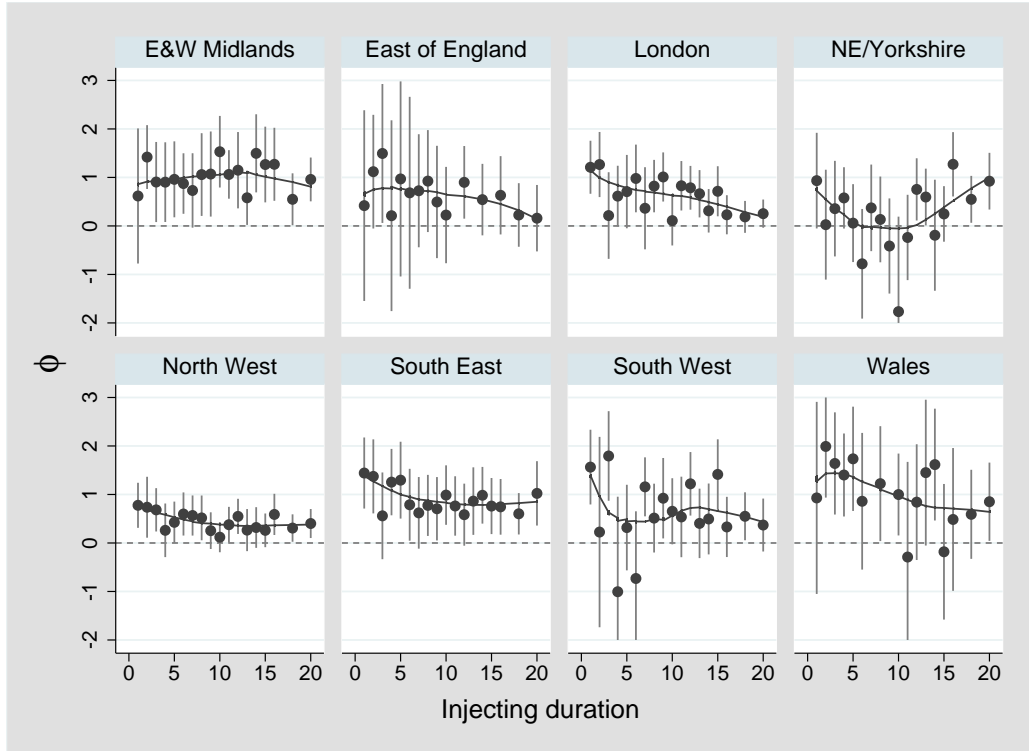 E&W Midlands East of England London NE/Yorkshire
3
2
1
0
-1
-2
North West South East South West Wales
3
2
1
0
-1
-2
ϕ
0 5 10 15 20 0 5 10 15 20 0 5 10 15 20 0 5 10 15 20
Injecting duration